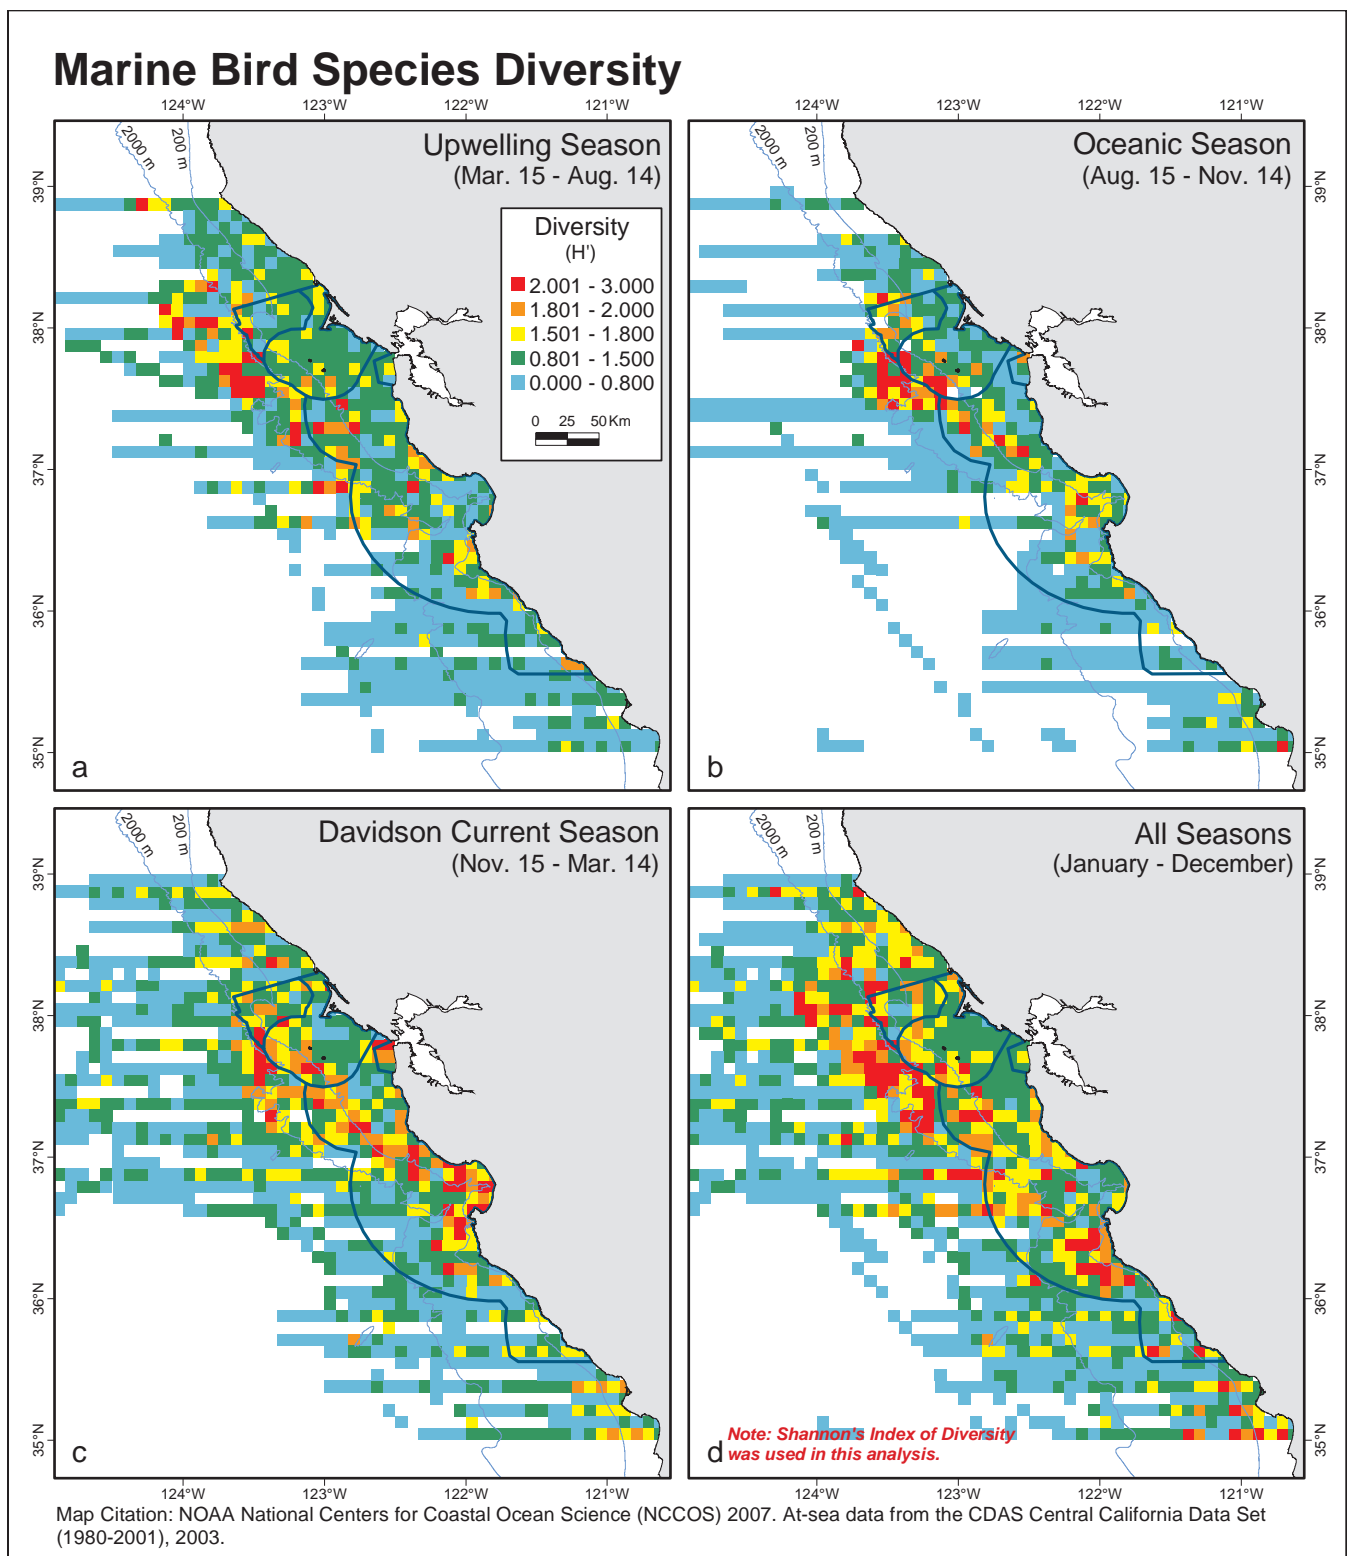 Marine Bird Species Diversity
124°W 123°W 122°W 121°W 124°W 123°W 122°W 121°W
2000 m 200 m
Upwelling Season
(Mar. 15 - Aug. 14)
2000 m 200 m
Oceanic Season
(Aug. 15 - Nov. 14)
39°N 38°N 37°N 36°N 35°N
Diversity
(H')
2.001 - 3.000
1.801 - 2.000
1.501 - 1.800
0.801 - 1.500
0.000 - 0.800
0 25 50 Km
39°N 38°N 37°N 36°N 35°N
a
b
2000 m 200 m
Davidson Current Season
(Nov. 15 - Mar. 14)
2000 m 200 m
All Seasons
(January - December)
39°N 38°N 37°N 36°N 35°N
39°N 38°N 37°N 36°N 35°N
c
d
Note: Shannon's Index of Diversity
was used in this analysis.
124°W 123°W 122°W 121°W 124°W 123°W 122°W 121°W
Map Citation: NOAA National Centers for Coastal Ocean Science (NCCOS) 2007. At-sea data from the CDAS Central California Data Set
(1980-2001), 2003.